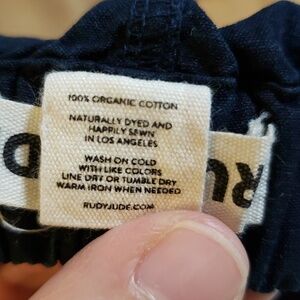 100% ORGANIC COTTON
NATURALLY DYED AND
HAPPILY SEWN
IN LOS ANGELES
WASH ON COLD
WITH LIKE COLORS
LINE DRY OR TUMBLE DRY
WARM IRON WHEN NEEDED
RUDYJUDE.COM
RU